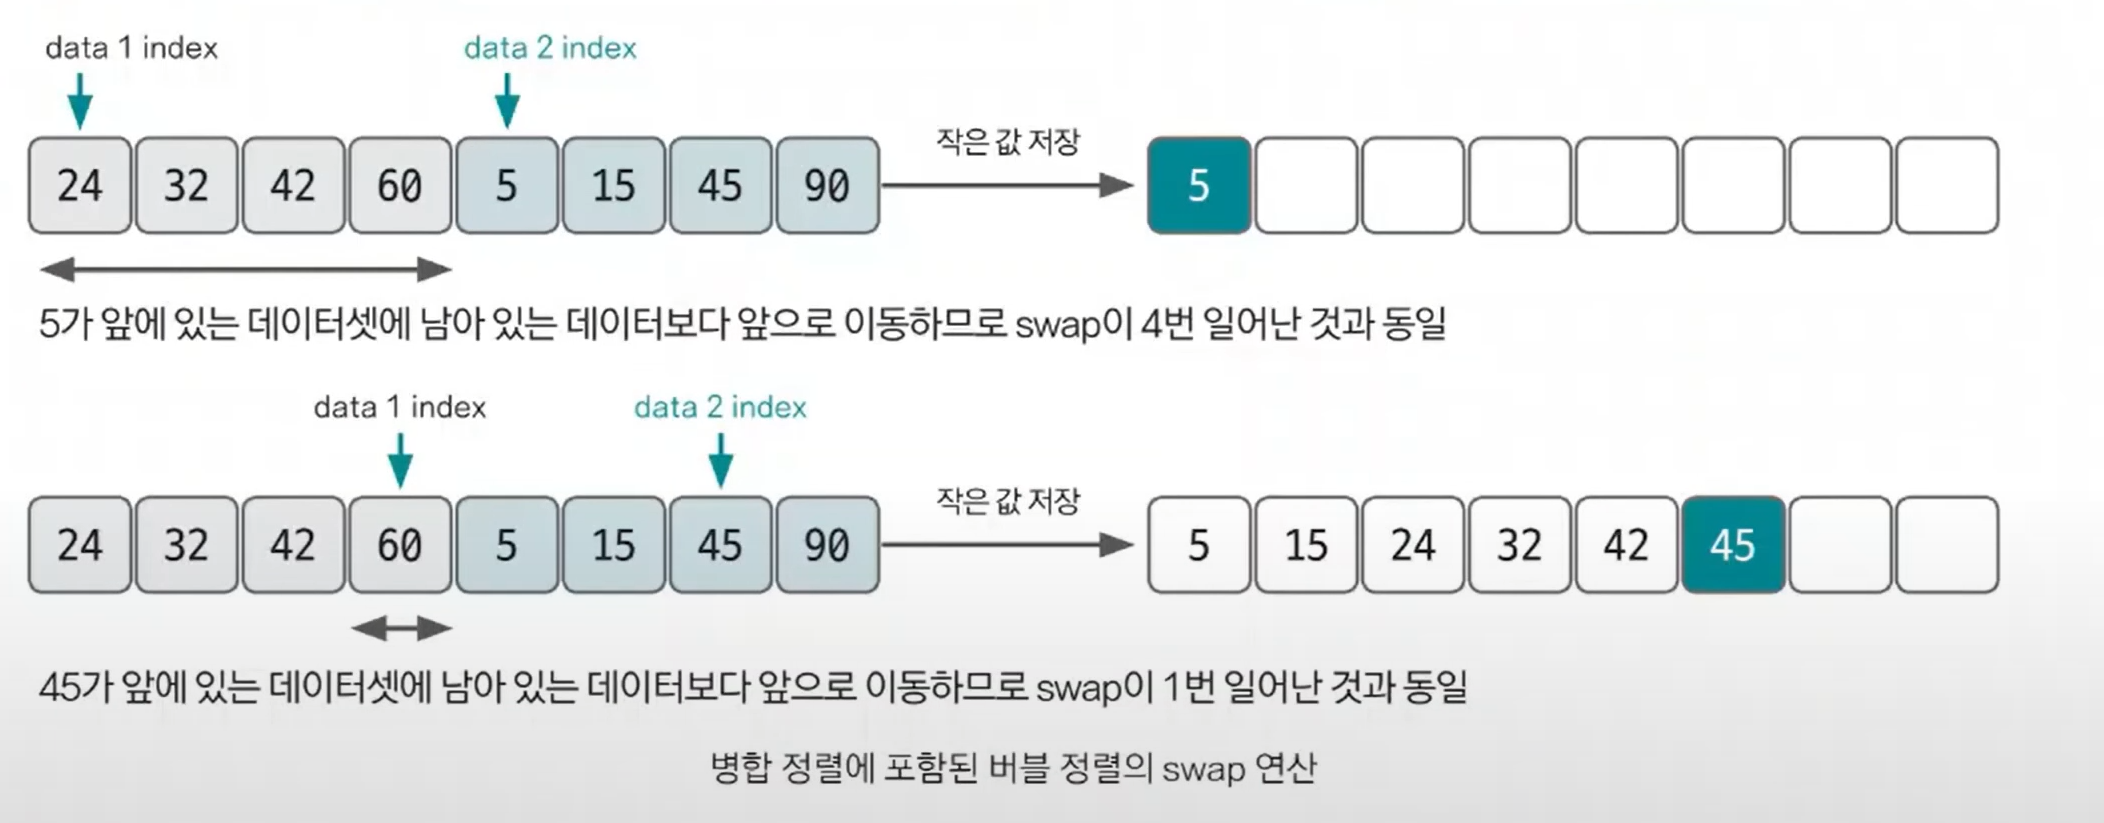 data 1 index data 2 index
작은 값 저장
24 32 42 60 5 15 45 90 5
5가 앞에 있는 데이터셋에 남아 있는 데이터보다 앞으로 이동하므로 swap이 4번 일어난 것과 동일
data 1 index data 2 index
작은 값 저장
24 32 42 60 5 15 45 90 5 15 24 32 42 45
45가 앞에 있는 데이터셋에 남아 있는 데이터보다 앞으로 이동하므로 swap이 1번 일어난 것과 동일
병합 정렬에 포함된 버블 정렬의 swap 연산